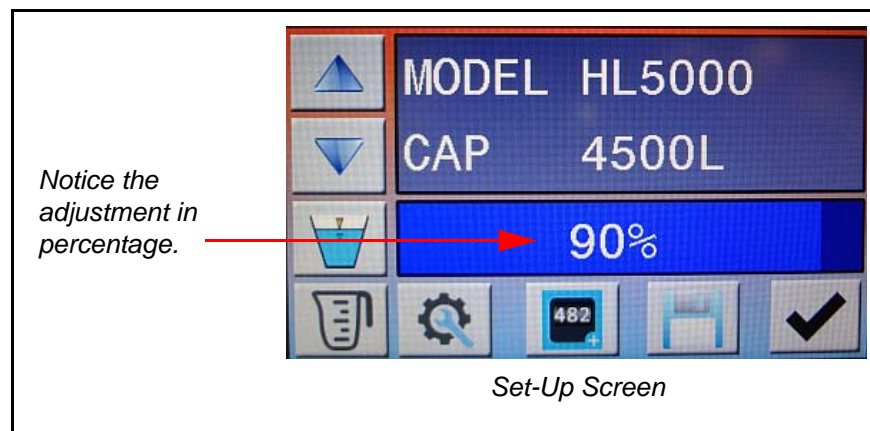 MODEL HL5000
CAP 4500L
Notice the
adjustment in
percentage.
90%
482
Set-Up Screen